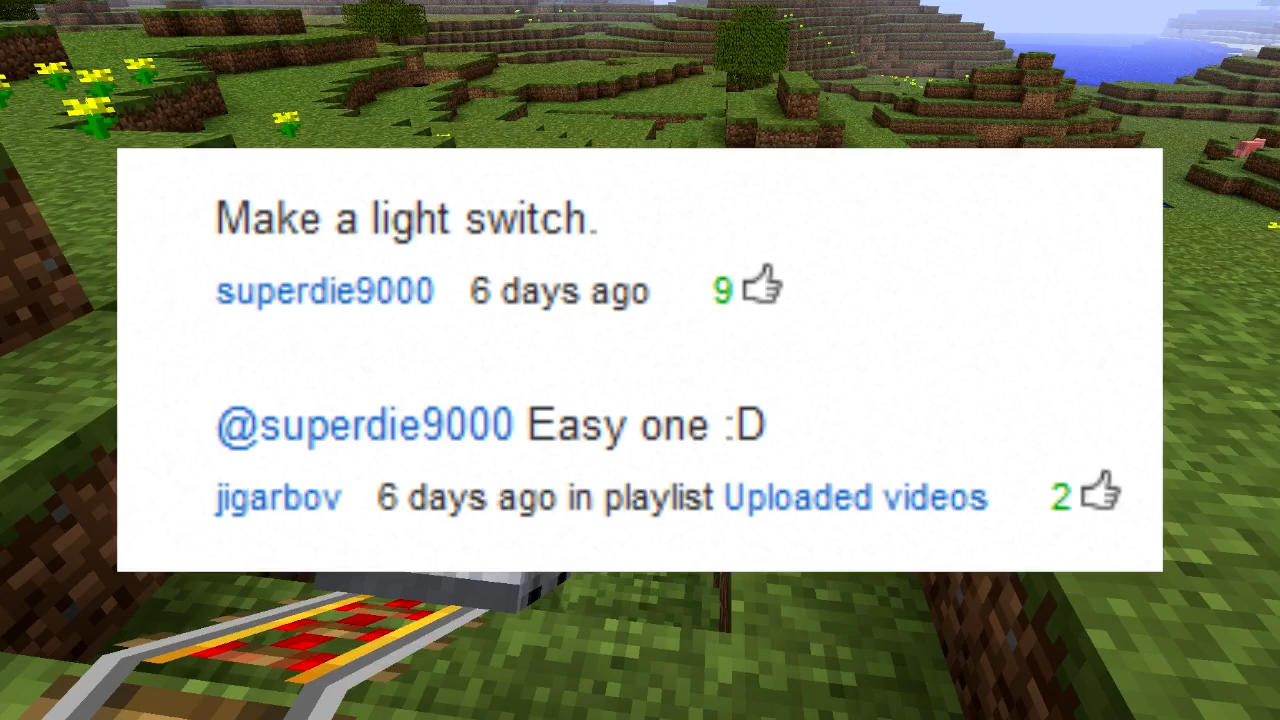 Make a light switch.
superdie9000 6 days ago 9
@superdie9000 Easy one :D
jigarbov 6 days ago in playlist Uploaded videos 2